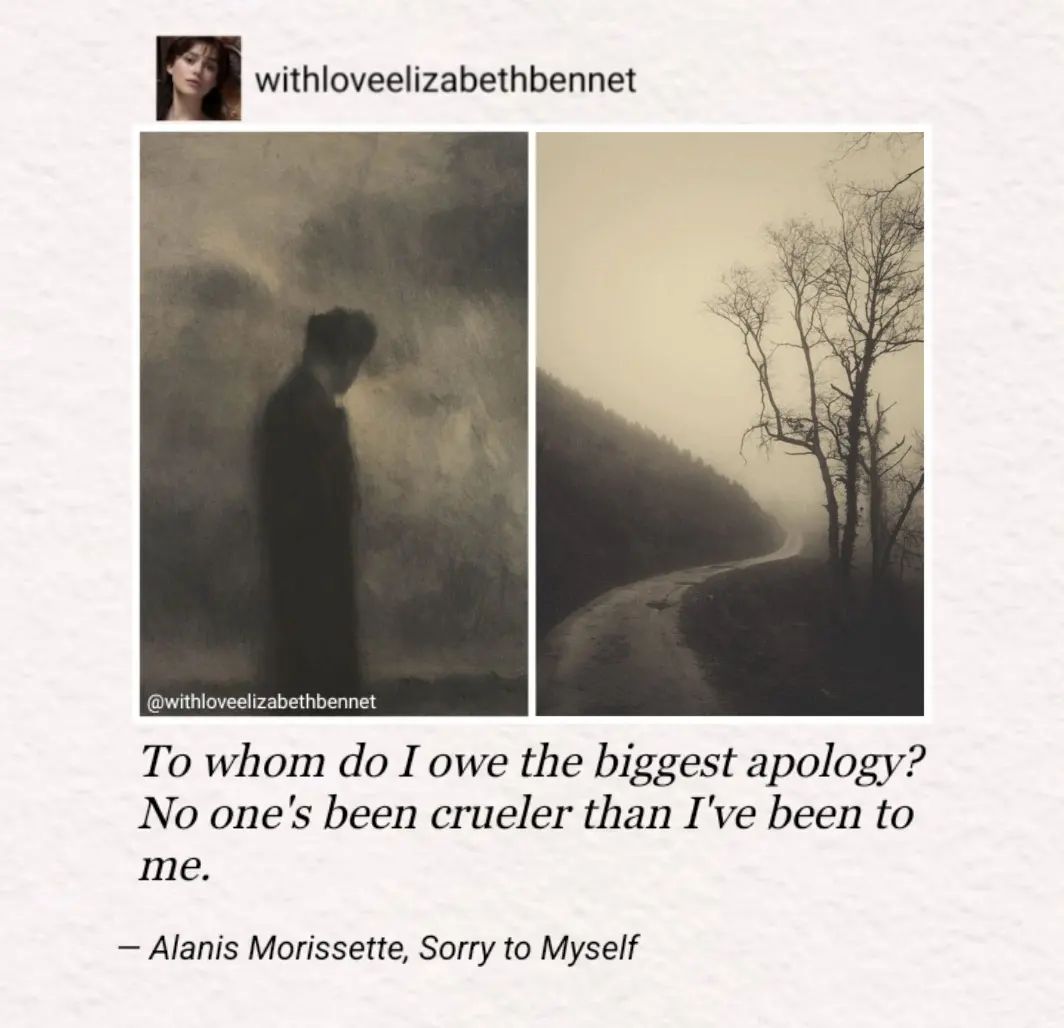 withloveelizabethbennet
@withloveelizabethbennet
To whom do I owe the biggest apology?
No one's been crueler than I've been to
me.
— Alanis Morissette, Sorry to Myself